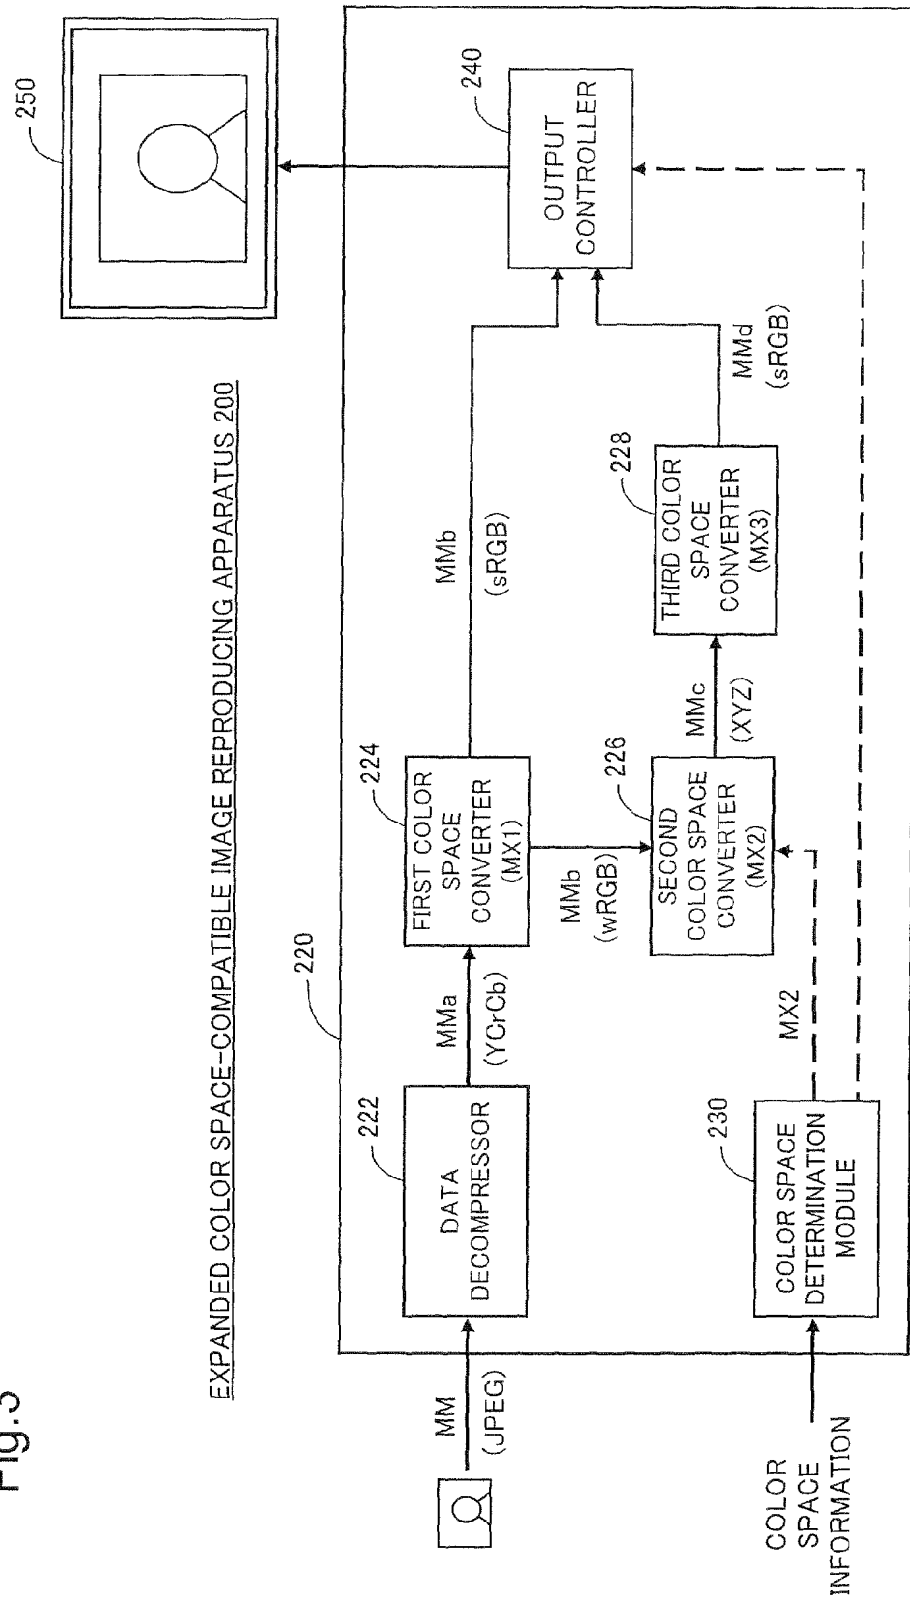 Fig.3
EXPANDED COLOR SPACE-COMPATIBLE IMAGE REPRODUCING APPARATUS 200
250
220
MM
(JPEG)
222
DATA
DECOMPRESSOR
MMa
(YCrCb)
224
FIRST COLOR
SPACE
CONVERTER
(MX1)
MMb
(sRGB)
MMb
(wRGB)
240
OUTPUT
CONTROLLER
226
SECOND
COLOR SPACE
CONVERTER
(MX2)
MMc
(XYZ)
228
THIRD COLOR
SPACE
CONVERTER
(MX3)
MMd
(sRGB)
COLOR
SPACE
INFORMATION
230
COLOR SPACE
DETERMINATION
MODULE
MX2